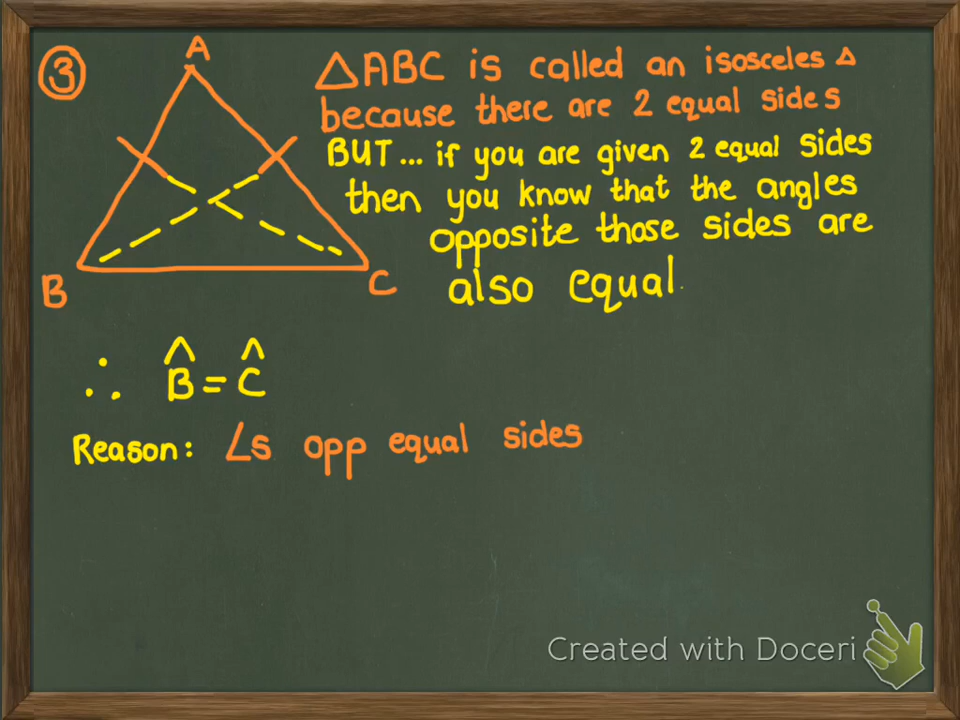 ③
A
B
C
△ABC is called an isosceles △
because there are 2 equal sides
BUT... if you are given 2 equal sides
then you know that the angles
opposite those sides are
also equal.
∴ B̂ = Ĉ
Reason: ∠s opp equal sides
Created with Doceri